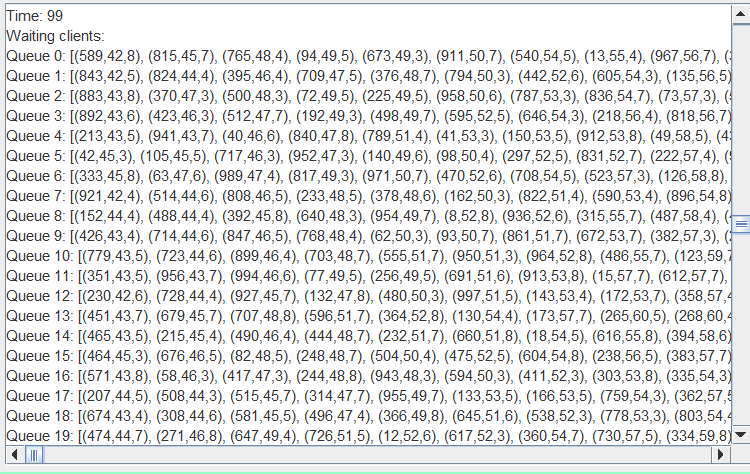 Time: 99
Waiting clients:
Queue 0: [(589,42,8), (815,45,7), (765,48,4), (94,49,5), (673,49,3), (911,50,7), (540,54,5), (13,55,4), (967,56,7),
Queue 1: [(843,42,5), (824,44,4), (395,46,4), (709,47,5), (376,48,7), (794,50,3), (442,52,6), (605,54,3), (135,56,5)
Queue 2: [(883,43,8), (370,47,3), (500,48,3), (72,49,5), (225,49,5), (958,50,6), (787,53,3), (836,54,7), (73,57,3),
Queue 3: [(892,43,6), (423,46,3), (512,47,7), (192,49,3), (498,49,7), (595,52,5), (646,54,3), (218,56,4), (818,56,7)
Queue 4: [(213,43,5), (941,43,7), (40,46,6), (840,47,8), (789,51,4), (41,53,3), (150,53,5), (912,53,8), (49,58,5),
Queue 5: [(42,45,3), (105,45,5), (717,46,3), (952,47,3), (140,49,6), (98,50,4), (297,52,5), (831,52,7), (222,57,4),
Queue 6: [(333,45,8), (63,47,6), (989,47,4), (817,49,3), (971,50,7), (470,52,6), (708,54,5), (523,57,3), (126,58,8),
Queue 7: [(921,42,4), (514,44,6), (808,46,5), (233,48,5), (378,48,6), (162,50,3), (822,51,4), (590,53,4), (896,54,8)
Queue 8: [(152,44,4), (488,44,4), (392,45,8), (640,48,3), (954,49,7), (8,52,8), (936,52,6), (315,55,7), (487,58,4),
Queue 9: [(426,43,4), (714,44,6), (847,46,5), (768,48,4), (62,50,3), (93,50,7), (861,51,7), (672,53,7), (382,57,3),
Queue 10: [(779,43,5), (723,44,6), (899,46,4), (703,48,7), (555,51,7), (950,51,3), (964,52,8), (486,55,7), (123,59,
Queue 11: [(351,43,5), (956,43,7), (994,46,6), (77,49,5), (256,49,5), (691,51,6), (913,53,8), (15,57,7), (612,57,7),
Queue 12: [(230,42,6), (728,44,4), (927,45,7), (132,47,8), (480,50,3), (997,51,5), (143,53,4), (172,53,7), (358,57,
Queue 13: [(451,43,7), (679,45,7), (707,48,8), (596,51,7), (364,52,8), (130,54,4), (173,57,7), (265,60,5), (268,60,
Queue 14: [(465,43,5), (215,45,4), (490,46,4), (444,48,7), (232,51,7), (660,51,8), (18,54,5), (616,55,8), (394,58,6)
Queue 15: [(464,45,3), (676,46,5), (82,48,5), (248,48,7), (504,50,4), (475,52,5), (604,54,8), (238,56,5), (383,57,7)
Queue 16: [(571,43,8), (58,46,3), (417,47,3), (244,48,8), (943,48,3), (594,50,3), (411,52,3), (303,53,8), (335,54,3)
Queue 17: [(207,44,5), (508,44,3), (515,45,7), (314,47,7), (955,49,7), (133,53,5), (166,53,5), (759,54,3), (362,57,
Queue 18: [(674,43,4), (308,44,6), (581,45,5), (496,47,4), (366,49,8), (645,51,6), (538,52,3), (778,53,3), (803,54,
Queue 19: [(474,44,7), (271,46,8), (647,49,4), (726,51,5), (12,52,6), (617,52,3), (360,54,7), (730,57,5), (334,59,8)